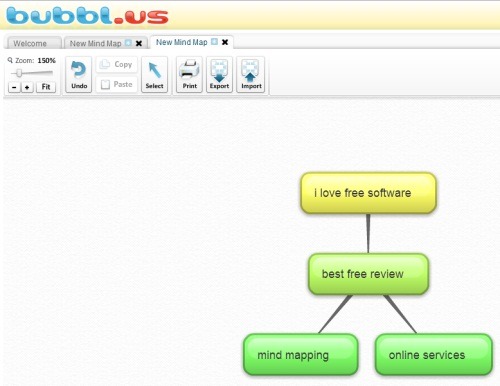 bubbl.us
Welcome New Mind Map New Mind Map
Zoom: 150%
- + Fit
Undo
Copy
Paste
Select
Print
Export
Import
i love free software
best free review
mind mapping
online services